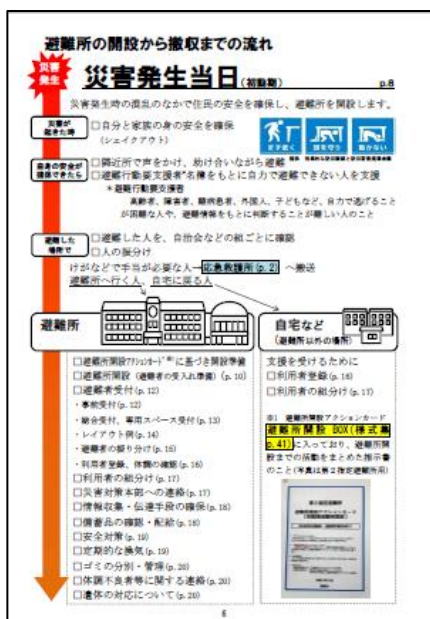 避難所の開設から撤収までの流れ
災害
発生
災害発生当日(初動期)
p.8
災害発生時の混乱のなかで住民の安全を確保し、避難所を開設します。
災害が
起きた時
□自分と家族の身の安全を確保
(シェイクアウト)
まず低く
頭を守り
動かない
自身の安全が
確保できたら
□隣近所で声をかけ、助け合いながら避難
□避難行動要支援者*名簿をもとに自力で避難できない人を支援
*避難行動要支援者
高齢者、障害者、難病患者、外国人、子どもなど、自力で逃げること
が困難な人や、避難情報をもとに判断することが難しい人のこと
避難した
場所で
□避難した人を、自治会などの組ごとに確認
□人の振分け
けがなどで手当が必要な人→応急救護所(p.2) へ搬送
避難所へ行く人、自宅に戻る人
避難所
自宅など
(避難所以外の場所)
□避難所開設アクションカード※1に基づき開設準備
□避難所開設(避難者の受入れ準備)(p.10)
□避難者受付(p.12)
・事前受付(p.12)
・総合受付、専用スペース受付(p.13)
・レイアウト例(p.14)
・避難者の振り分け(p.15)
・利用者登録、体調の確認(p.16)
□利用者の組分け(p.17)
□災害対策本部への連絡(p.17)
□情報収集・伝達手段の確保(p.18)
□備蓄品の確認・配給(p.18)
□安全対策(p.19)
□定期的な換気(p.19)
□ゴミの分別・管理(p.20)
□体調不良者等に関する連絡(p.20)
□遺体の対応について(p.20)
支援を受けるために
□利用者登録(p.16)
□利用者の組分け(p.17)
※1 避難所開設アクションカード
避難所開設 BOX(様式集
p.41)に入っており、避難所開
設までの活動をまとめた指示書
のこと(写真は第2指定避難所用)
6